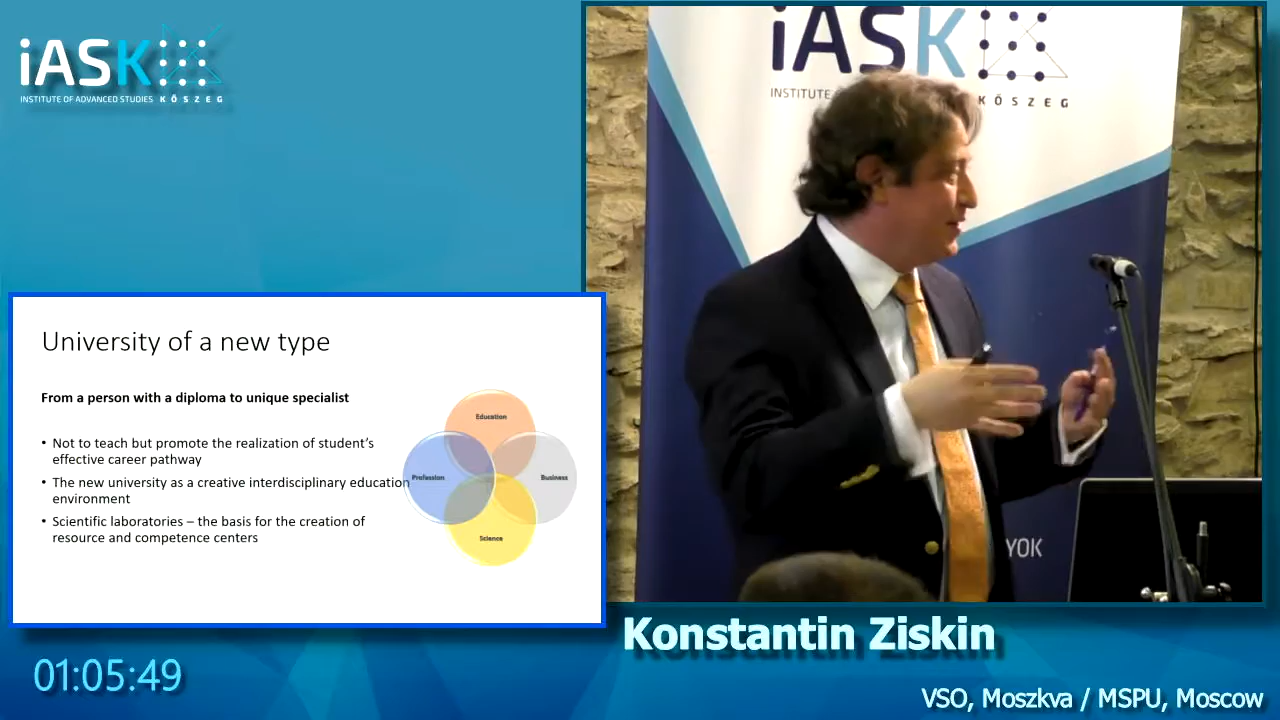 iASK
INSTITUTE OF ADVANCED STUDIES KŐSZEG
iASK
INSTITUTE
KŐSZEG
YOK
University of a new type
From a person with a diploma to unique specialist
• Not to teach but promote the realization of student's
effective career pathway
• The new university as a creative interdisciplinary education
environment
• Scientific laboratories – the basis for the creation of
resource and competence centers
Education
Profession
Business
Science
Konstantin Ziskin
01:05:49
VSO, Moszkva / MSPU, Moscow